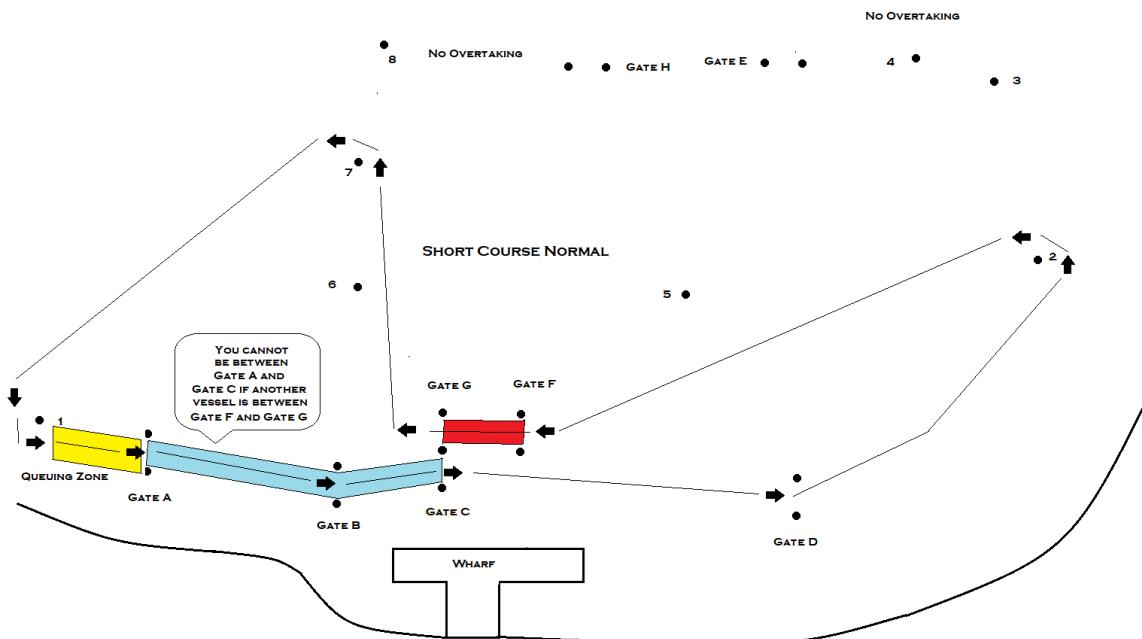 No Overtaking
No Overtaking
8
Gate H
Gate E
4
3
7
Short Course Normal
2
6
5
You cannot
be between
Gate A and
Gate C if another
vessel is between
Gate F and Gate G
Gate G
Gate F
1
Queuing Zone
Gate A
Gate B
Gate C
Gate D
Wharf